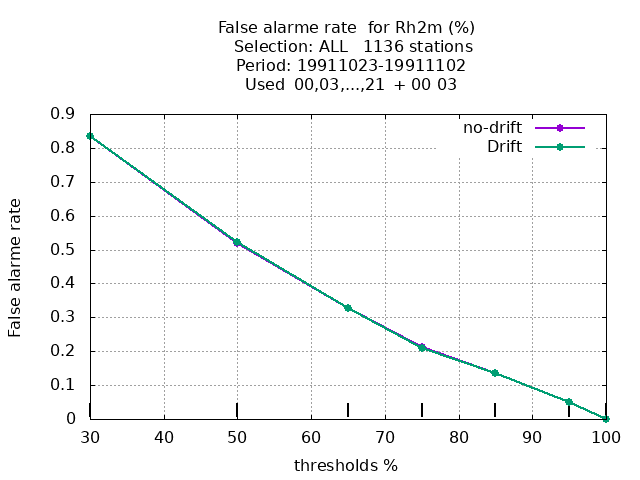 False alarme rate  for Rh2m (%)
Selection: ALL   1136 stations
Period: 19911023-19911102
Used  00,03,...,21  + 00 03
no-drift
Drift
False alarme rate
0.9
0.8
0.7
0.6
0.5
0.4
0.3
0.2
0.1
0
30 40 50 60 70 80 90 100
thresholds %